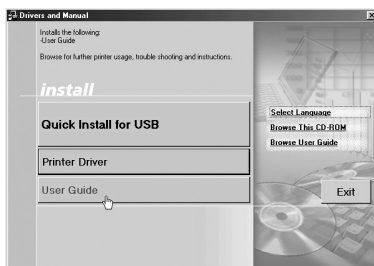 Drivers and Manual
Installs the following:
-User Guide
Browse for further printer usage, trouble shooting and instructions.
install
Quick Install for USB
Printer Driver
User Guide
Select Language
Browse This CD-ROM
Browse User Guide
Exit